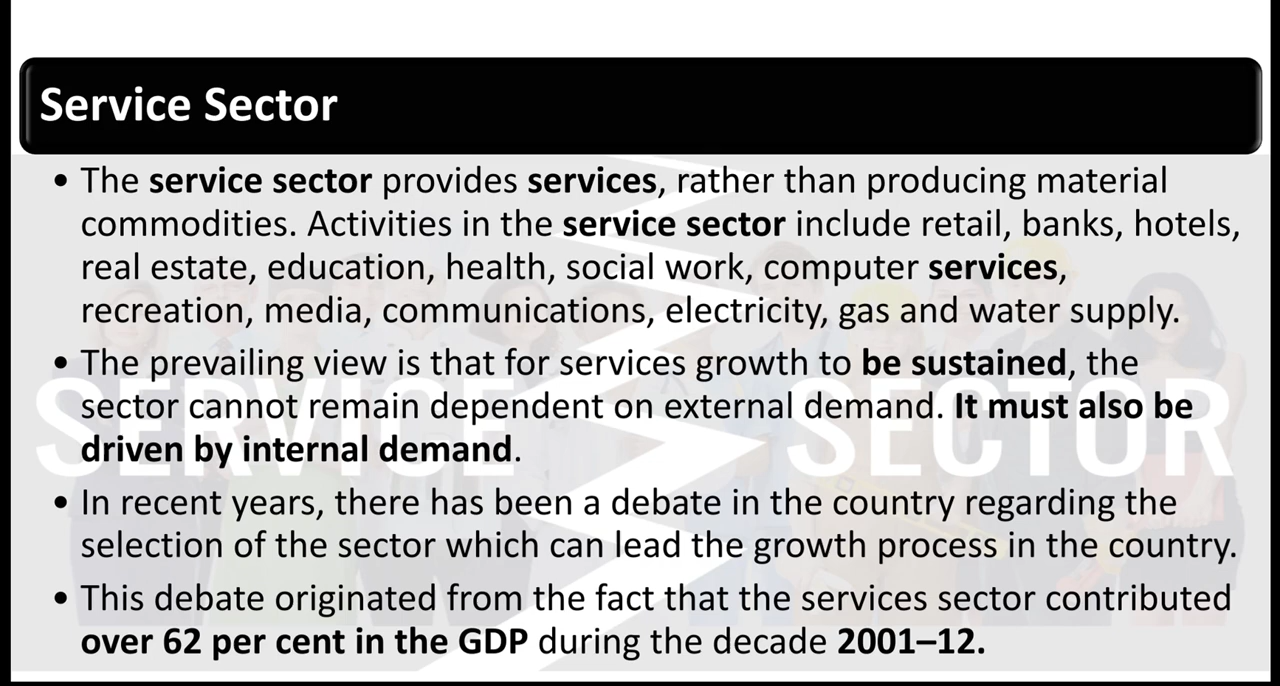 Service Sector
• The service sector provides services, rather than producing material
commodities. Activities in the service sector include retail, banks, hotels,
real estate, education, health, social work, computer services,
recreation, media, communications, electricity, gas and water supply.
• The prevailing view is that for services growth to be sustained, the
sector cannot remain dependent on external demand. It must also be
driven by internal demand.
• In recent years, there has been a debate in the country regarding the
selection of the sector which can lead the growth process in the country.
• This debate originated from the fact that the services sector contributed
over 62 per cent in the GDP during the decade 2001–12.
SERVICE SECTOR